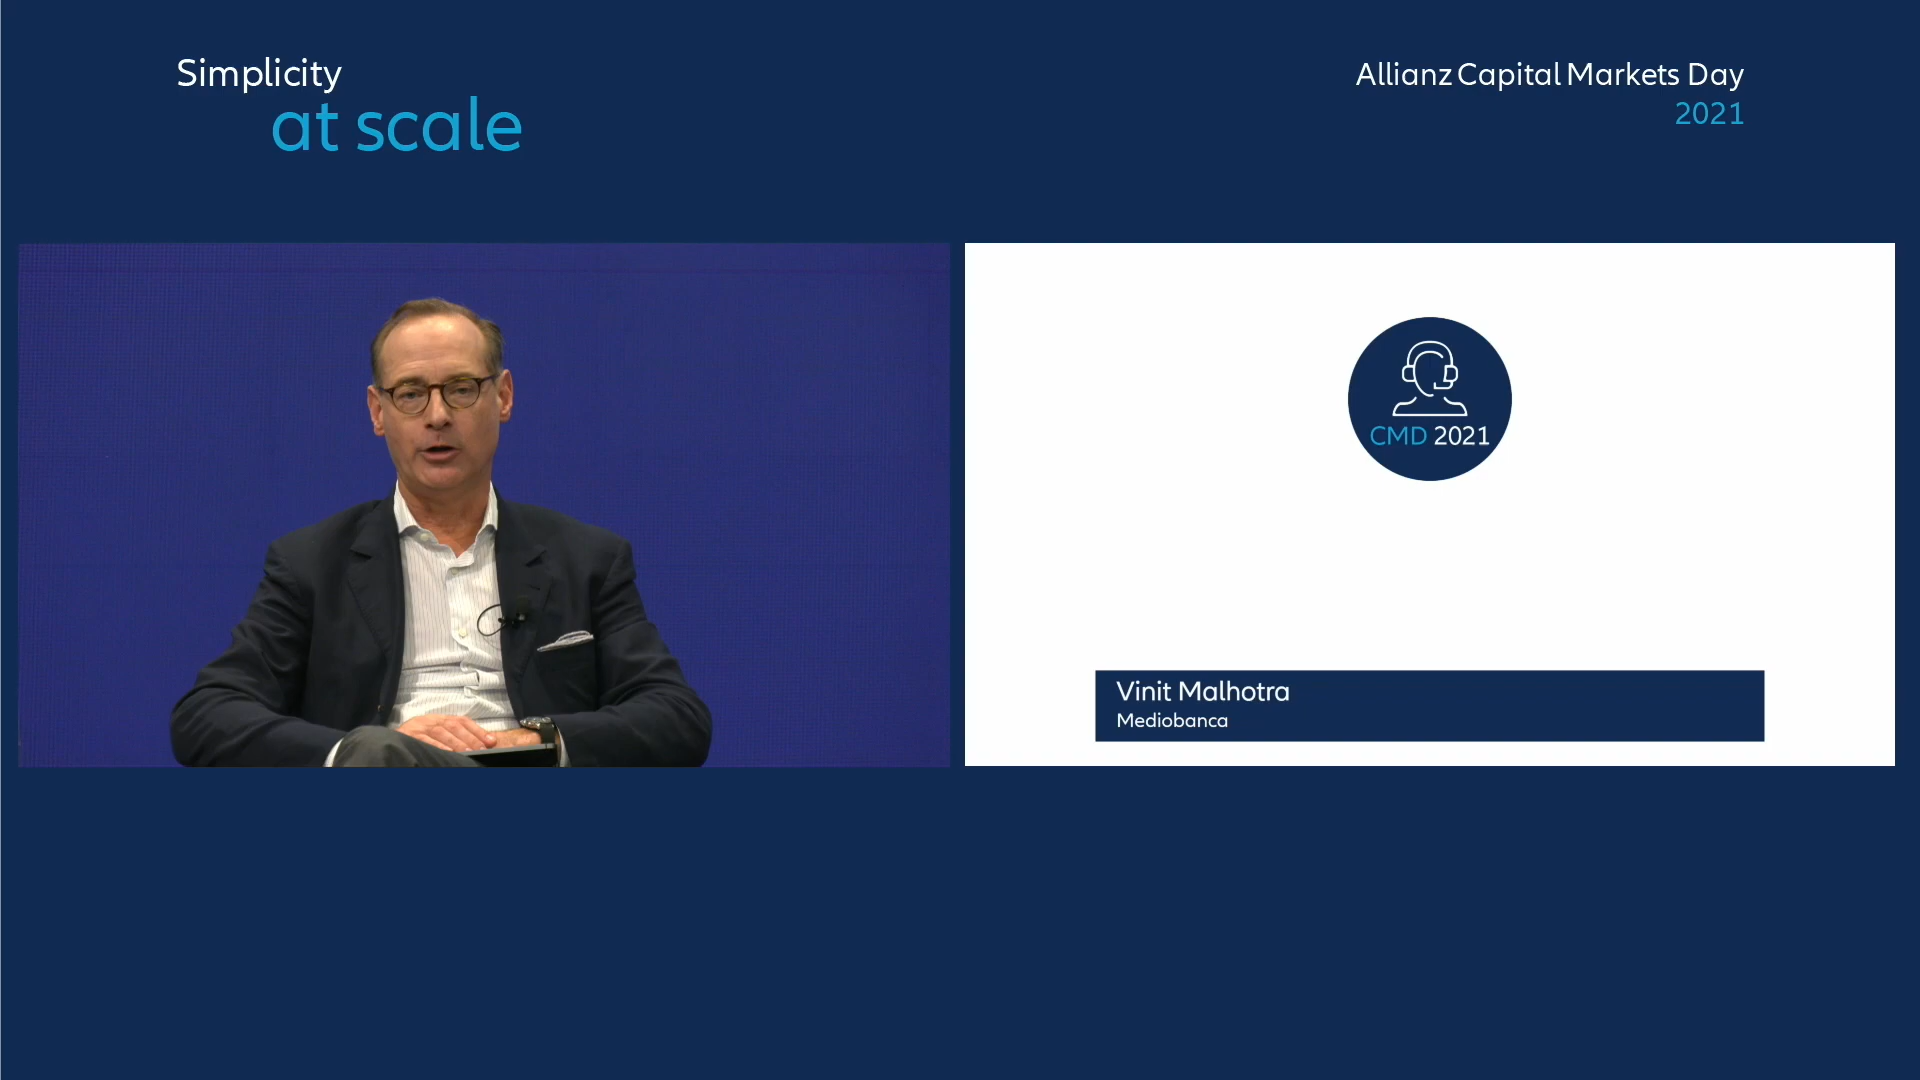 Simplicity
at scale
Allianz Capital Markets Day
2021
CMD 2021
Vinit Malhotra
Mediobanca